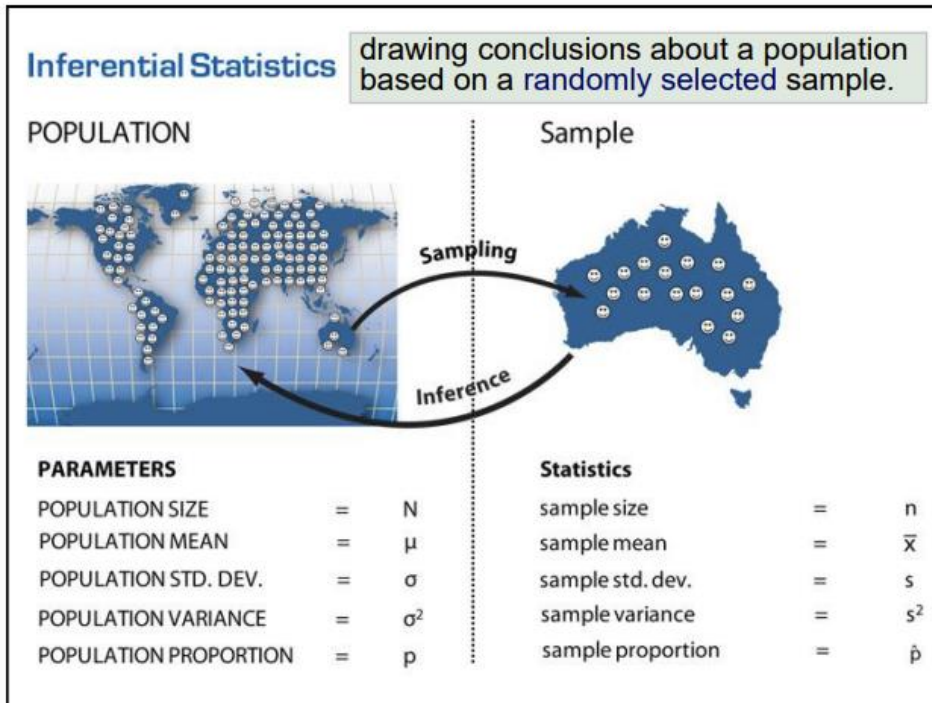 Inferential Statistics
drawing conclusions about a population
based on a randomly selected sample.
POPULATION
Sample
Sampling
Inference
PARAMETERS
POPULATION SIZE = N
POPULATION MEAN = μ
POPULATION STD. DEV. = σ
POPULATION VARIANCE = σ²
POPULATION PROPORTION = p
Statistics
sample size = n
sample mean = x̅
sample std. dev. = s
sample variance = s²
sample proportion = p̂